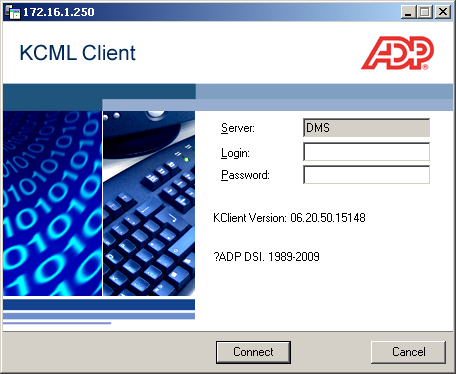 172.16.1.250
KCML Client
ADP
Server: DMS
Login:
Password:
KClient Version: 06.20.50.15148
?ADP DSI. 1989-2009
Connect Cancel